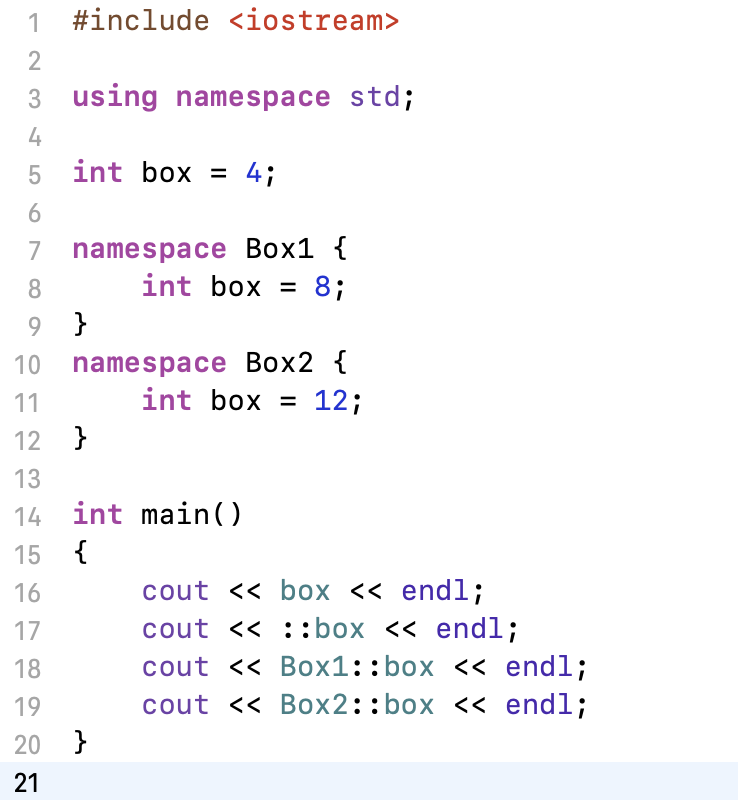 1 #include <iostream>
2
3 using namespace std;
4
5 int box = 4;
6
7 namespace Box1 {
8     int box = 8;
9 }
10 namespace Box2 {
11     int box = 12;
12 }
13
14 int main()
15 {
16     cout << box << endl;
17     cout << ::box << endl;
18     cout << Box1::box << endl;
19     cout << Box2::box << endl;
20 }
21